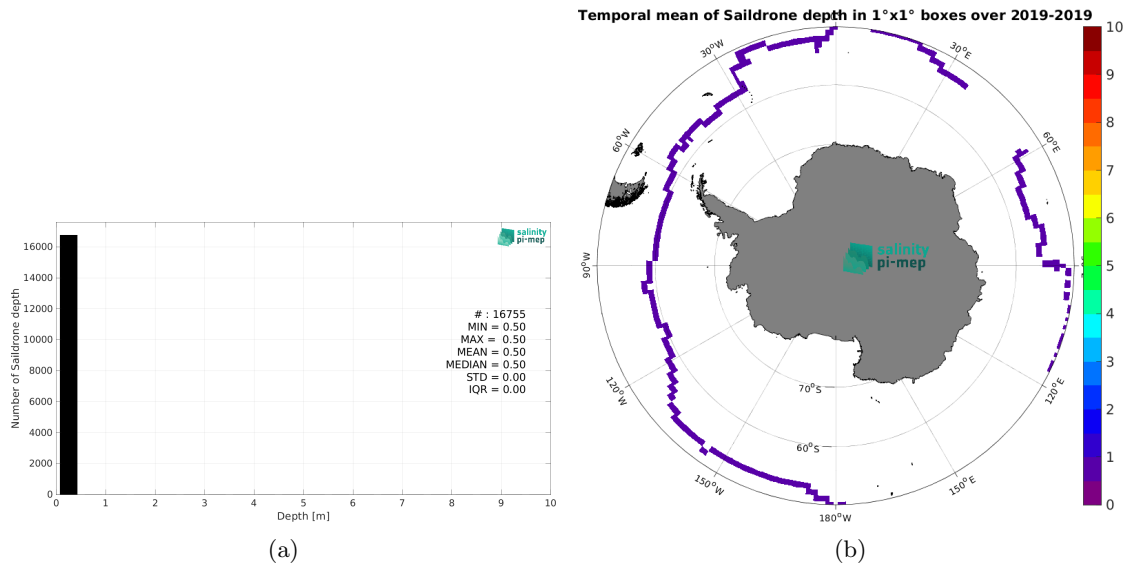 Temporal mean of Saildrone depth in 1°x1° boxes over 2019-2019
Number of Saildrone depth
16000
14000
12000
10000
8000
6000
4000
2000
0
0 1 2 3 4 5 6 7 8 9 10
Depth [m]
salinity
pi-mep
# : 16755
MIN = 0.50
MAX = 0.50
MEAN = 0.50
MEDIAN = 0.50
STD = 0.00
IQR = 0.00
(a)
30°W
30°E
60°W
60°E
90°W
salinity
pi-mep
120°W
120°E
70°S
60°S
150°W
150°E
180°W
10
9
8
7
6
5
4
3
2
1
0
(b)